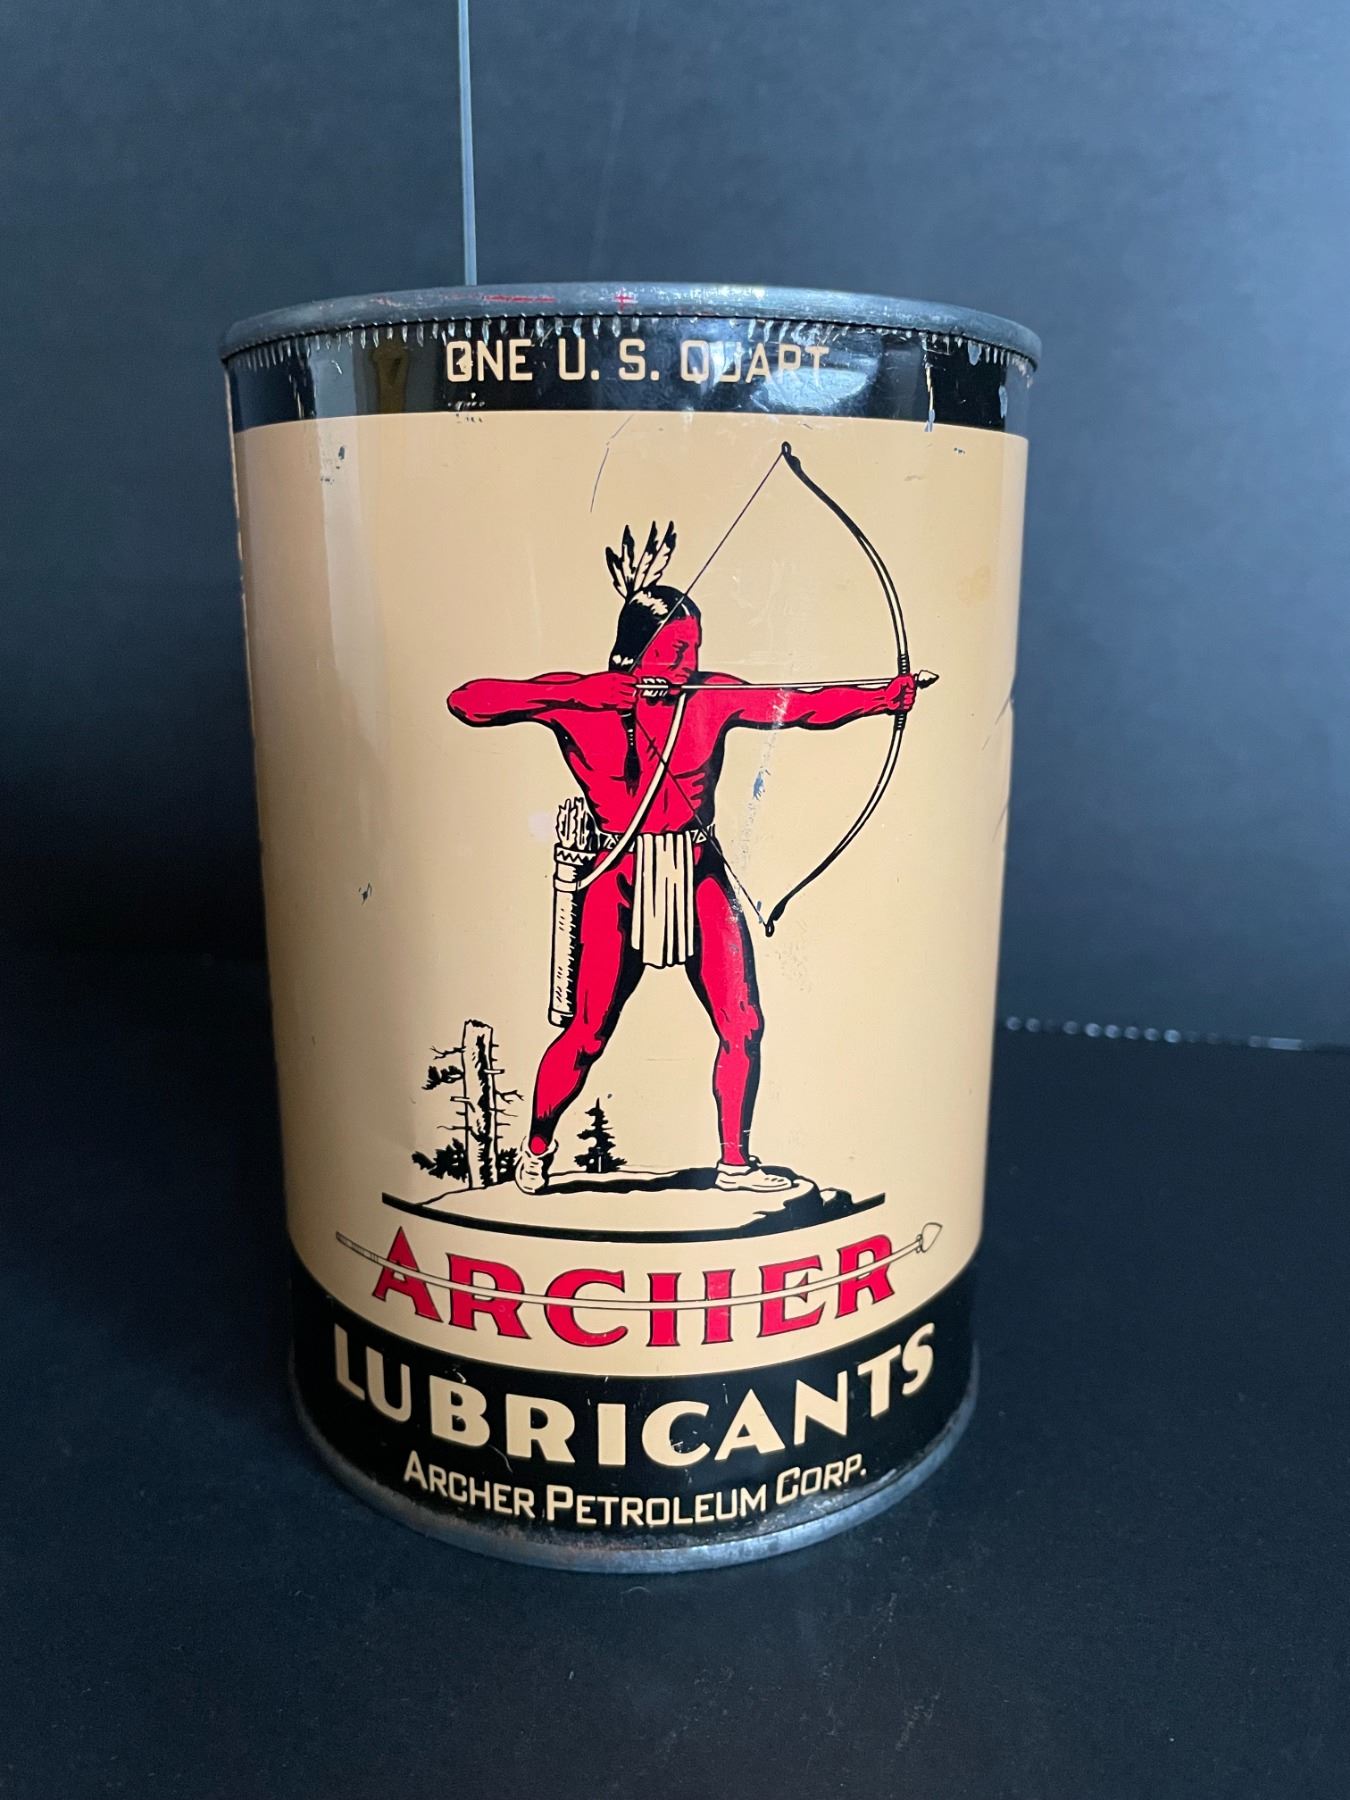 ONE U. S. QUART
ARCHER
LUBRICANTS
ARCHER PETROLEUM CORP.